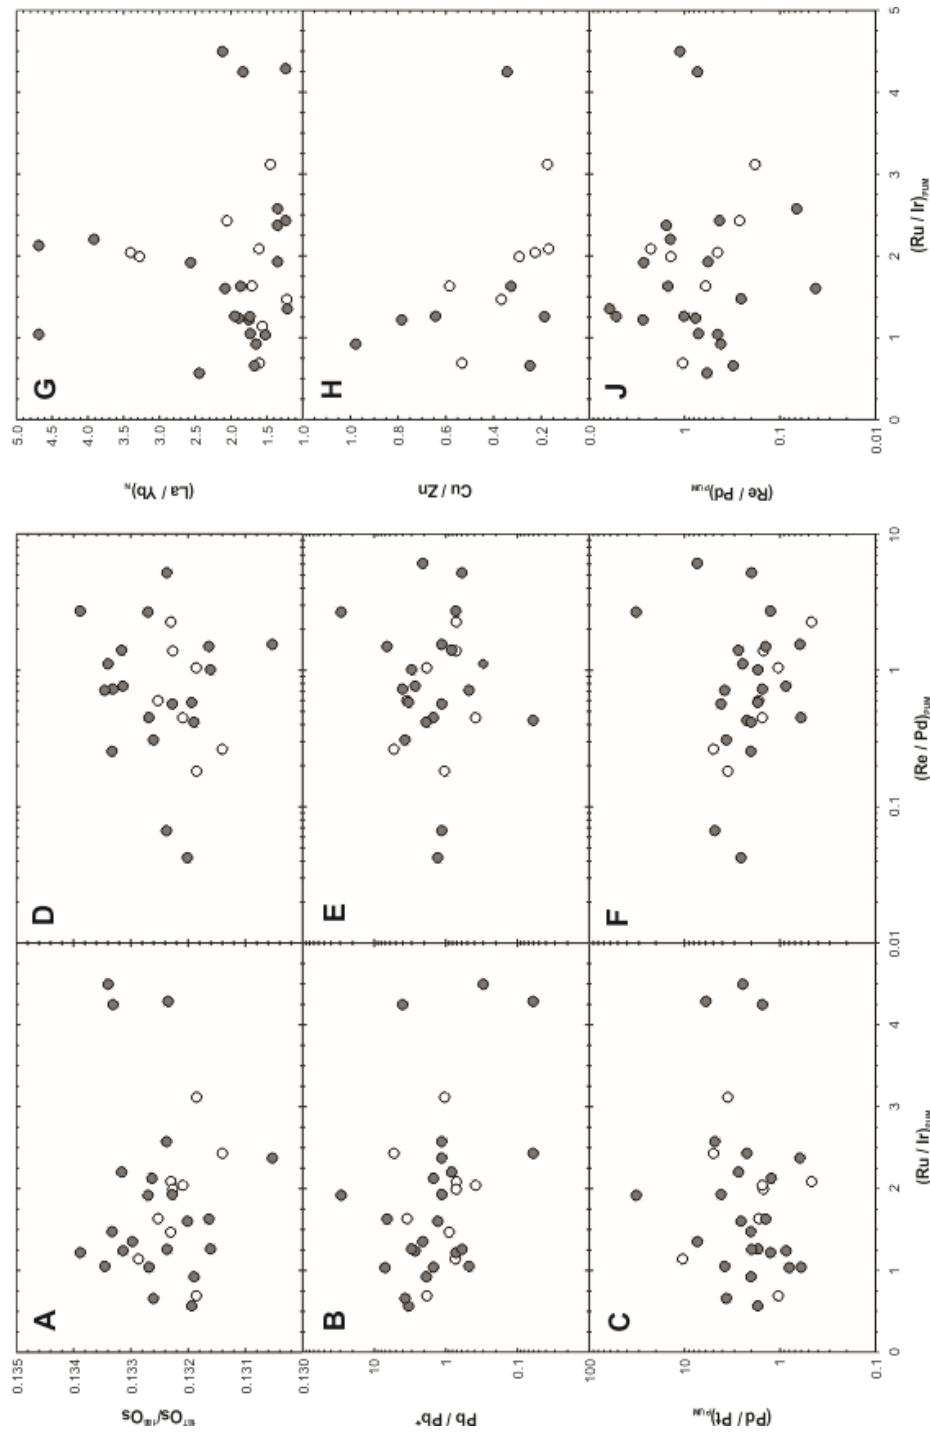 A
0.135
0.134
0.133
0.132
0.131
0.130
187Os/188Os
D
G
5.0
4.5
4.0
3.5
3.0
2.5
2.0
1.5
1.0
(La / Yb)N
B
10
1
0.1
Pb / Pb*
E
H
1.0
0.8
0.6
0.4
0.2
Cu / Zn
C
100
10
1
0.1
(Pd / Pt)PUM
0 1 2 3 4
(Ru / Ir)PUM
F
0.01 0.1 1 10
(Re / Pd)PUM
J
0.0
1
0.1
0.01
(Re / Pd)PUM
0 1 2 3 4 5
(Ru / Ir)PUM